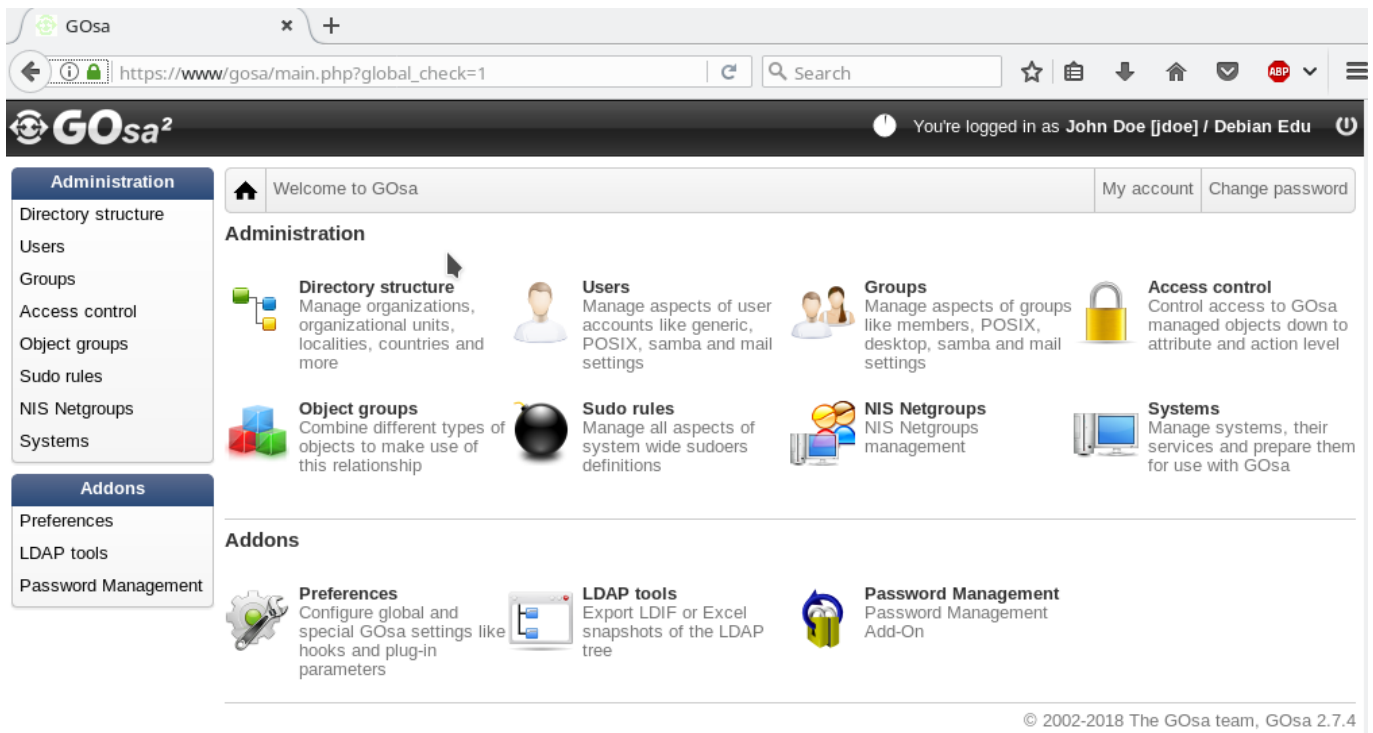 GOsa
https://www/gosa/main.php?global_check=1
Search
ABP
GOsa²
You're logged in as John Doe [jdoe] / Debian Edu
Administration
Directory structure
Users
Groups
Access control
Object groups
Sudo rules
NIS Netgroups
Systems
Addons
Preferences
LDAP tools
Password Management
Welcome to GOsa
My account
Change password
Administration
Directory structure
Manage organizations,
organizational units,
localities, countries and
more
Users
Manage aspects of user
accounts like generic,
POSIX, samba and mail
settings
Groups
Manage aspects of groups
like members, POSIX,
desktop, samba and mail
settings
Access control
Control access to GOsa
managed objects down to
attribute and action level
Object groups
Combine different types of
objects to make use of
this relationship
Sudo rules
Manage all aspects of
system wide sudoers
definitions
NIS Netgroups
NIS Netgroups
management
Systems
Manage systems, their
services and prepare them
for use with GOsa
Addons
Preferences
Configure global and
special GOsa settings like
hooks and plug-in
parameters
LDAP tools
Export LDIF or Excel
snapshots of the LDAP
tree
Password Management
Password Management
Add-On
© 2002-2018 The GOsa team, GOsa 2.7.4